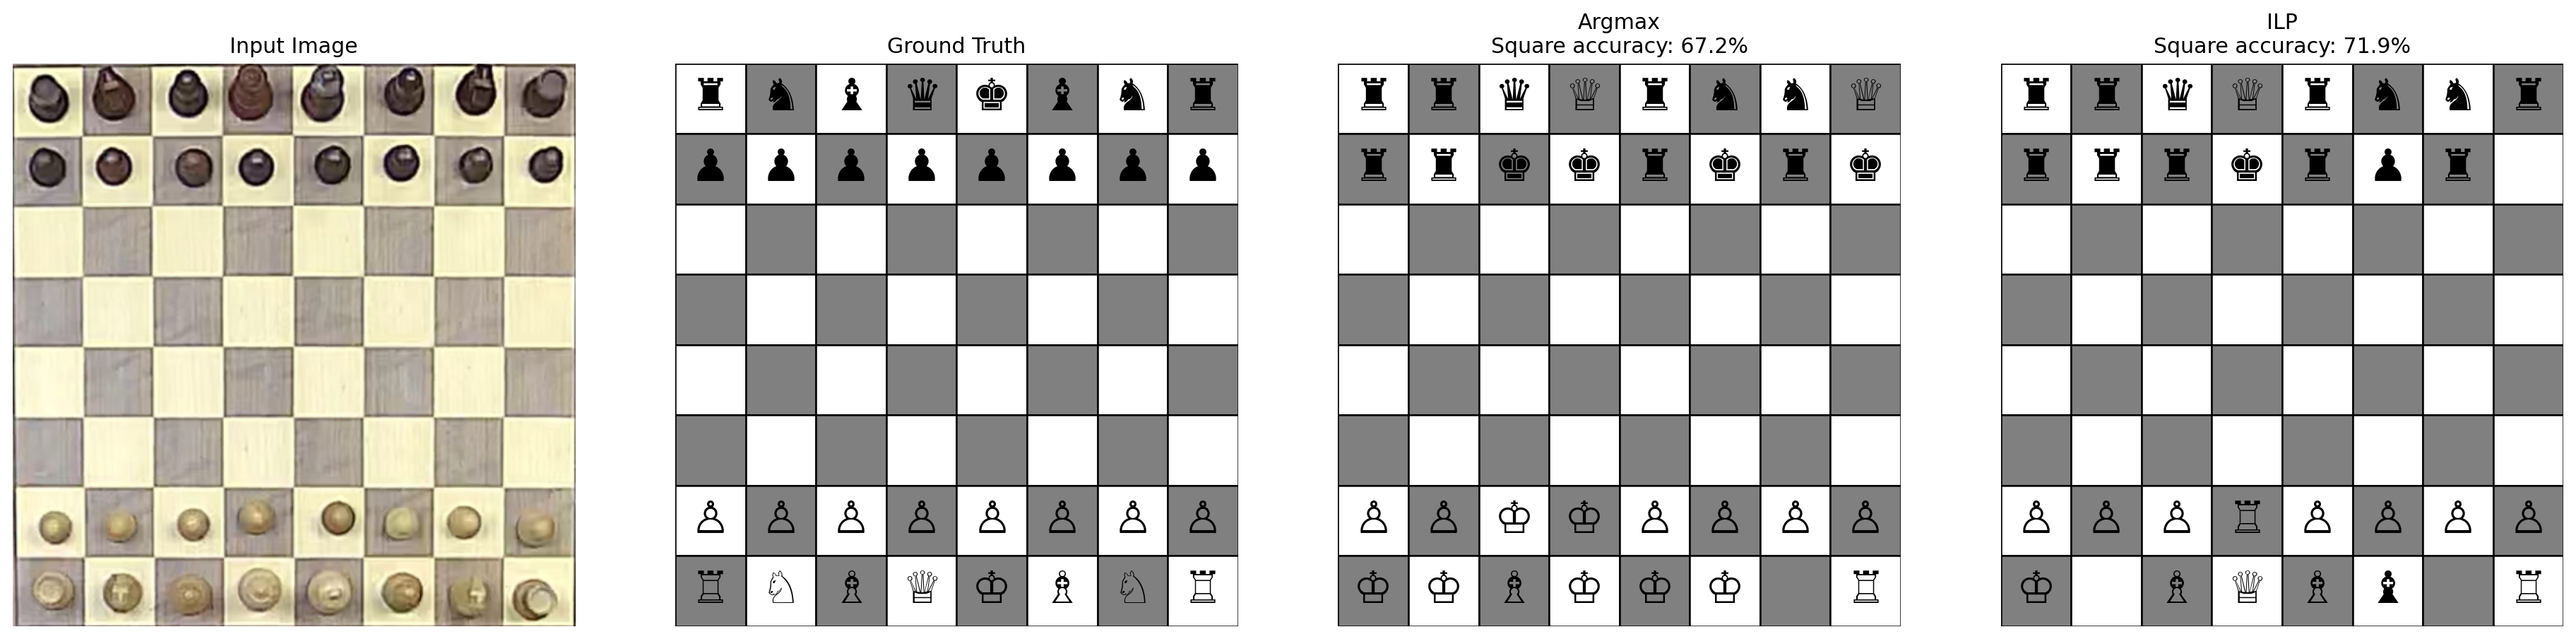 Input Image
Ground Truth
Argmax
Square accuracy: 67.2%
ILP
Square accuracy: 71.9%